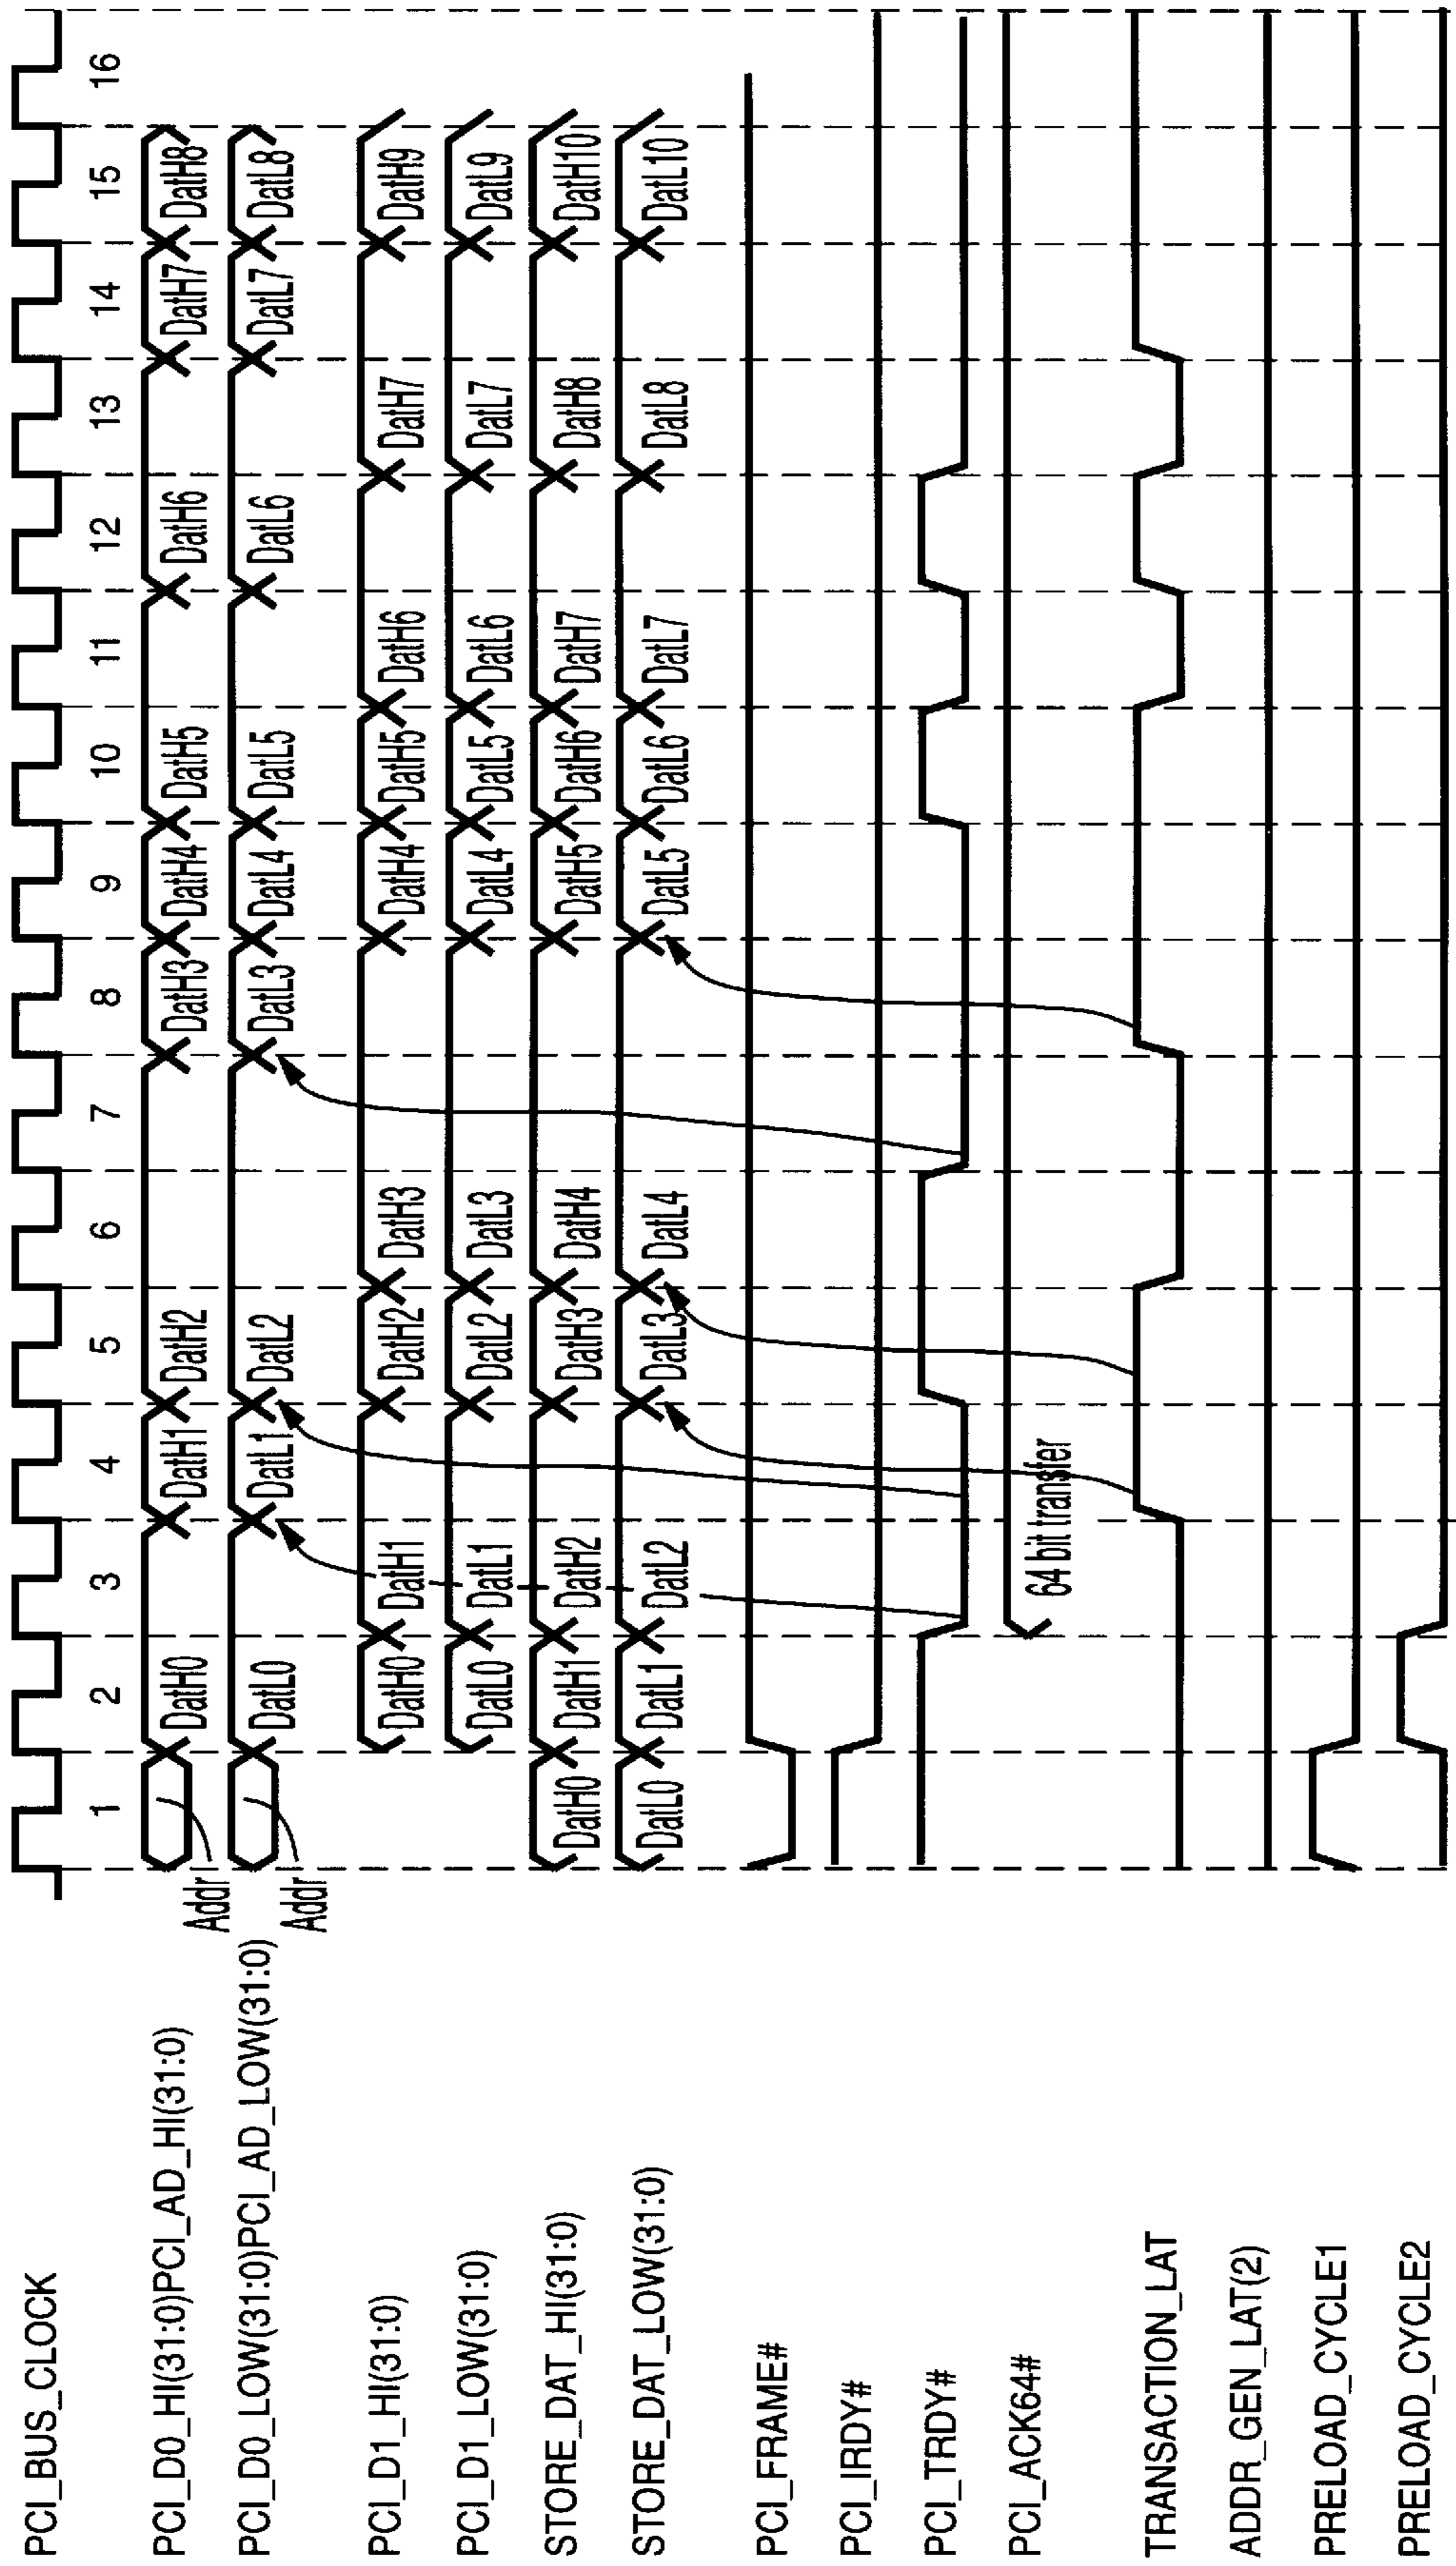 PCI_BUS_CLOCK
1 2 3 4 5 6 7 8 9 10 11 12 13 14 15 16
PCI_D0_HI(31:0)PCI_AD_HI(31:0)
Addr
DatH0 DatH1 DatH2 DatH3 DatH4 DatH5 DatH6 DatH7 DatH8
PCI_D0_LOW(31:0)PCI_AD_LOW(31:0)
Addr
DatL0 DatL1 DatL2 DatL3 DatL4 DatL5 DatL6 DatL7 DatL8
PCI_D1_HI(31:0)
DatH0 DatH1 DatH2 DatH3 DatH4 DatH5 DatH6 DatH7 DatH9
PCI_D1_LOW(31:0)
DatL0 DatL1 DatL2 DatL3 DatL4 DatL5 DatL6 DatL7 DatL9
STORE_DAT_HI(31:0)
DatH0 DatH1 DatH2 DatH3 DatH4 DatH5 DatH6 DatH7 DatH8 DatH10
STORE_DAT_LOW(31:0)
DatL0 DatL1 DatL2 DatL3 DatL4 DatL5 DatL6 DatL7 DatL8 DatL10
PCI_FRAME#
PCI_IRDY#
PCI_TRDY#
PCI_ACK64#
64 bit transfer
TRANSACTION_LAT
ADDR_GEN_LAT(2)
PRELOAD_CYCLE1
PRELOAD_CYCLE2